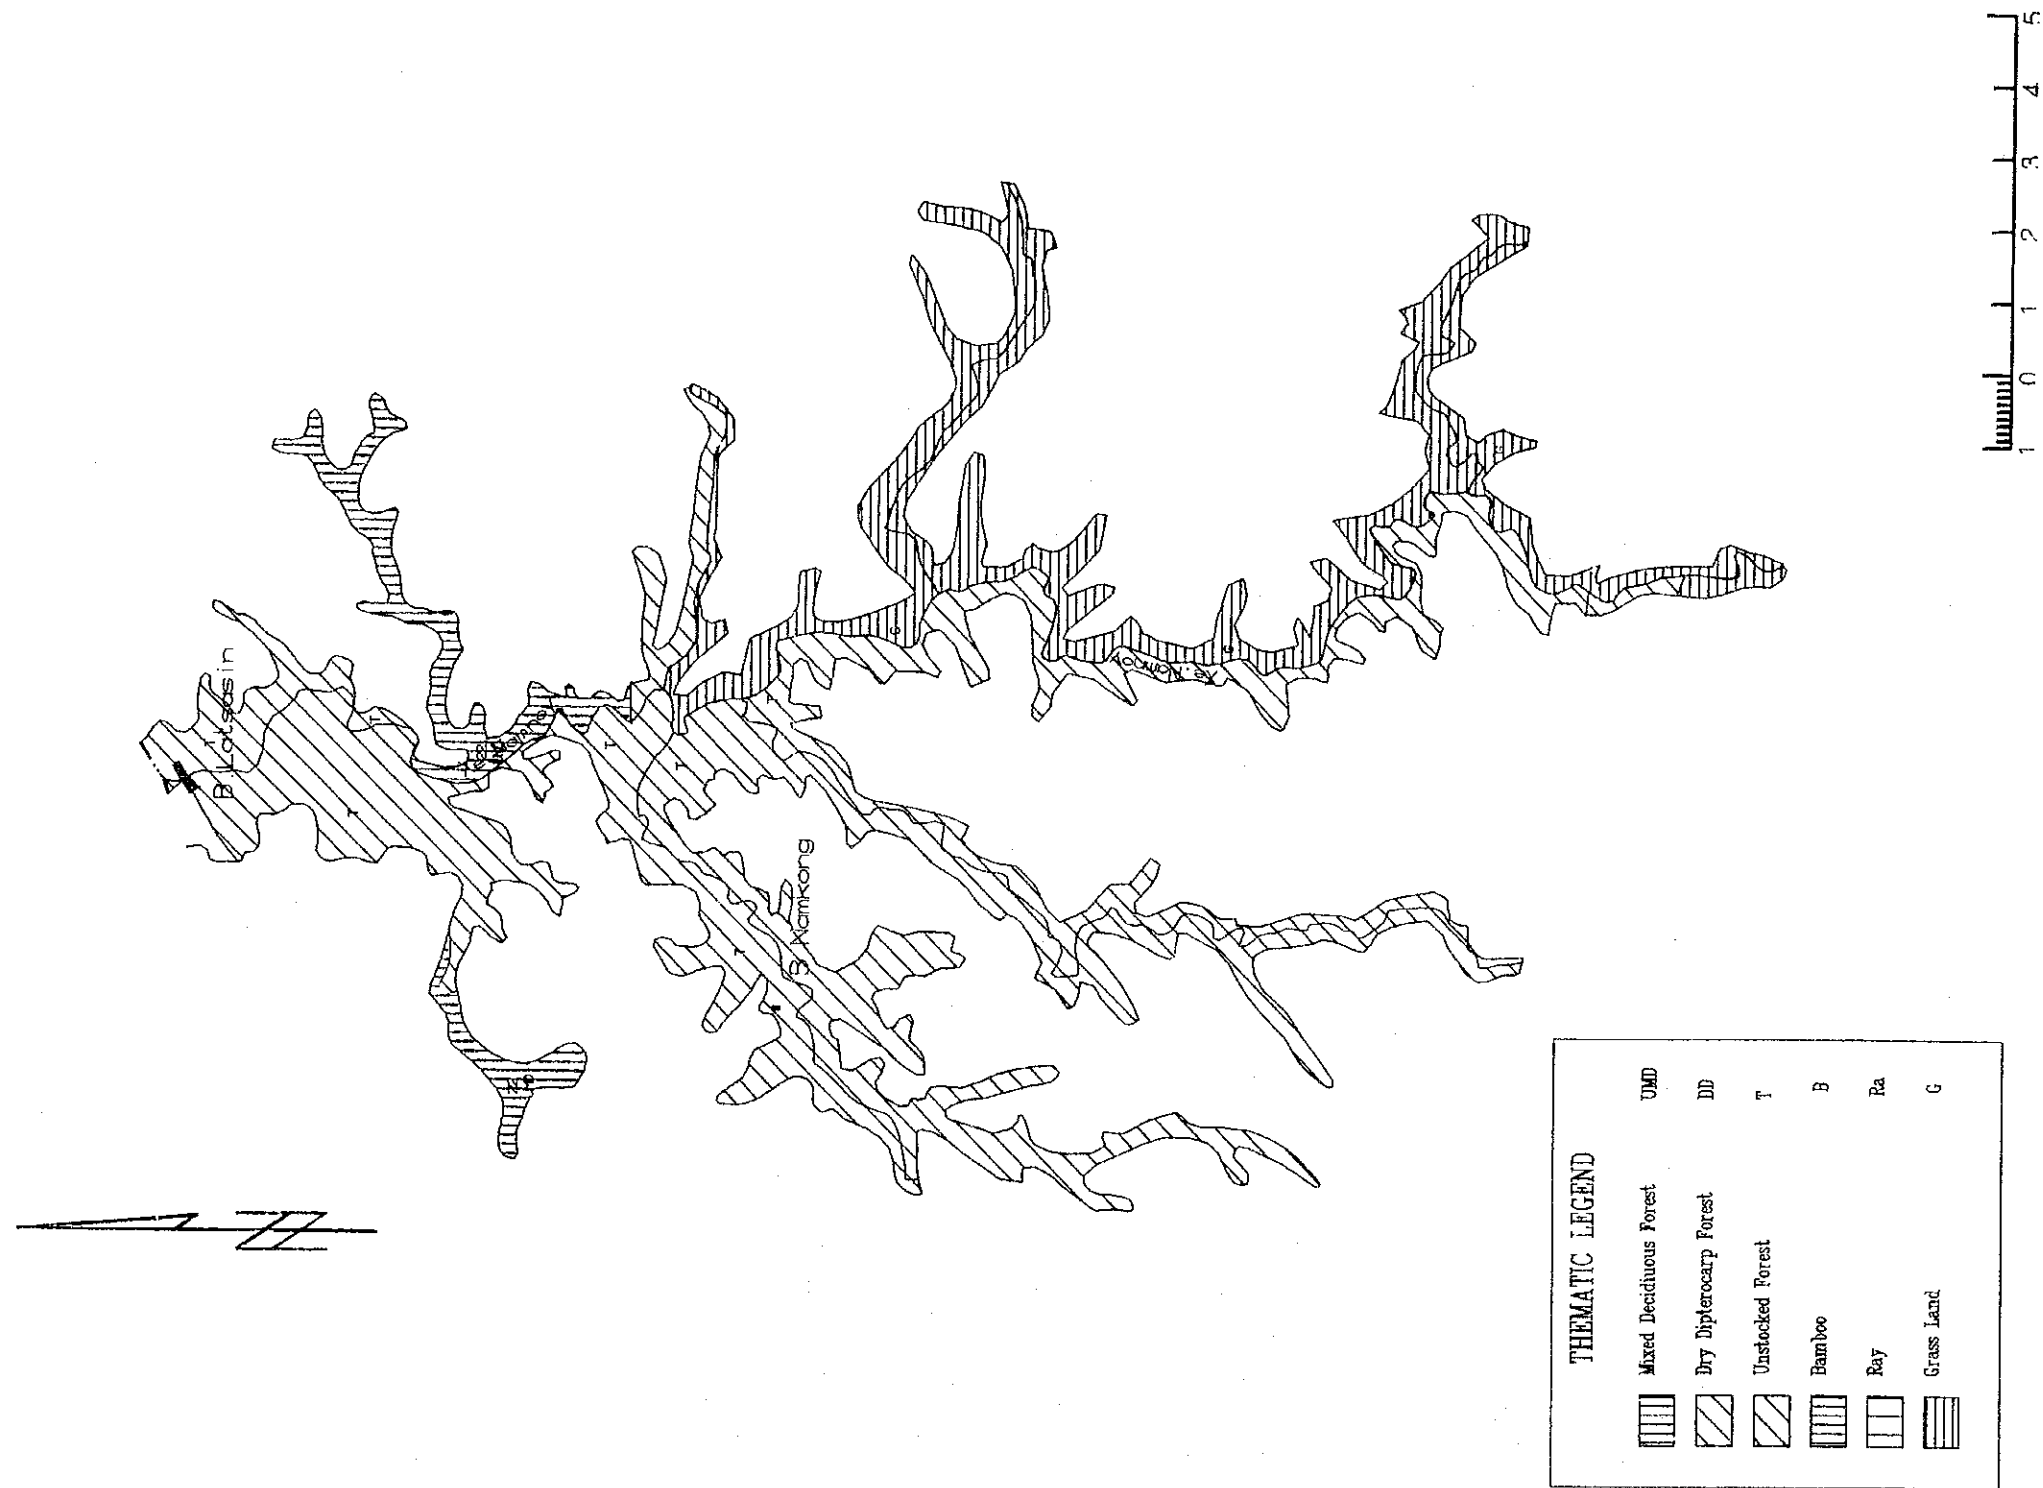 B. Latsasin
T
T
T
T
T
T
T
B Namkong
G
G
1 0 1 2 3 4 5
THEMATIC LEGEND
Mixed Decidiuous Forest UMD
Dry Dipterocarp Forest DD
Unstocked Forest T
Bamboo B
Ray Ra
Grass Land G